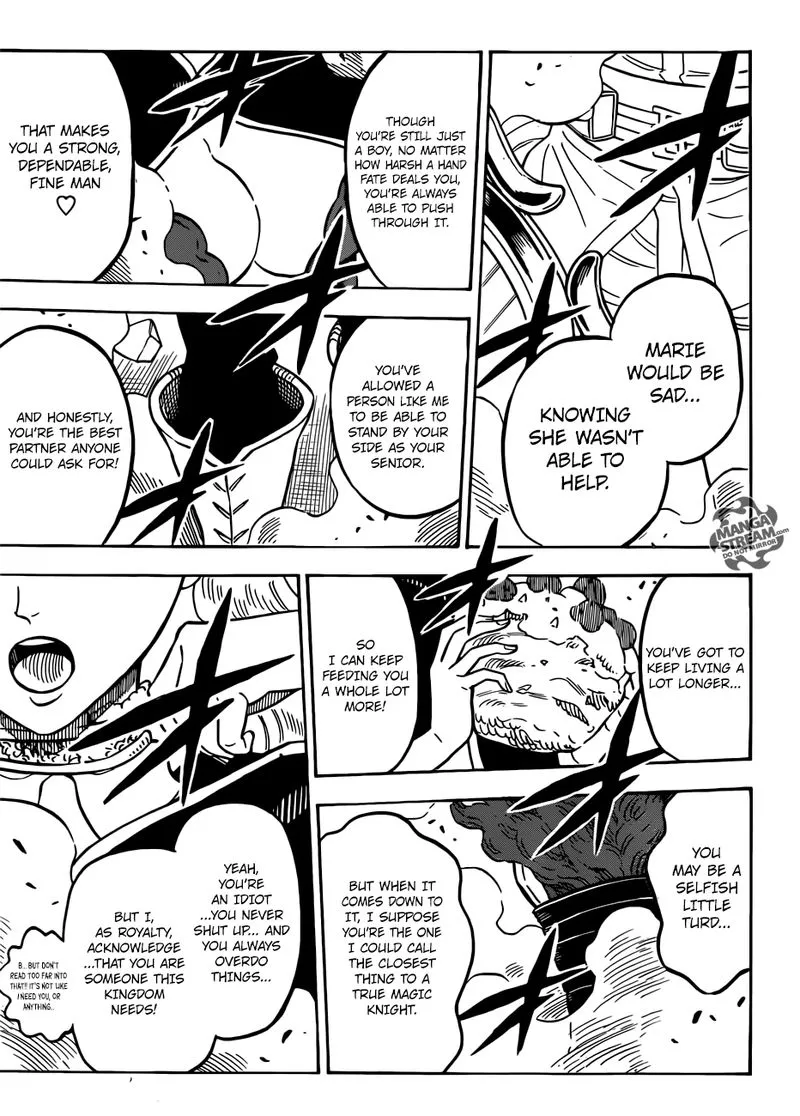 MARIE
WOULD BE
SAD...
KNOWING
SHE WASN'T
ABLE TO
HELP.
THOUGH
YOU'RE STILL JUST
A BOY, NO MATTER
HOW HARSH A HAND
FATE DEALS YOU,
YOU'RE ALWAYS
ABLE TO PUSH
THROUGH IT.
THAT MAKES
YOU A STRONG,
DEPENDABLE,
FINE MAN
♡
YOU'VE
ALLOWED A
PERSON LIKE ME
TO BE ABLE TO
STAND BY YOUR
SIDE AS YOUR
SENIOR.
AND HONESTLY,
YOU'RE THE BEST
PARTNER ANYONE
COULD ASK FOR!
MANGA
STREAM.com
DO NOT MIRROR
YOU'VE GOT TO
KEEP LIVING A
LOT LONGER...
SO
I CAN KEEP
FEEDING YOU
A WHOLE LOT
MORE!
YOU
MAY BE A
SELFISH
LITTLE
TURD...
BUT WHEN IT
COMES DOWN TO
IT, I SUPPOSE
YOU'RE THE ONE
I COULD CALL
THE CLOSEST
THING TO A
TRUE MAGIC
KNIGHT.
YEAH,
YOU'RE
AN IDIOT
...YOU NEVER
SHUT UP... AND
YOU ALWAYS
OVERDO
THINGS...
BUT I,
AS ROYALTY,
ACKNOWLEDGE
...THAT YOU ARE
SOMEONE THIS
KINGDOM
NEEDS!
B...BUT DON'T
READ TOO FAR INTO
THAT!! IT'S NOT LIKE
I NEED YOU, OR
ANYTHING...